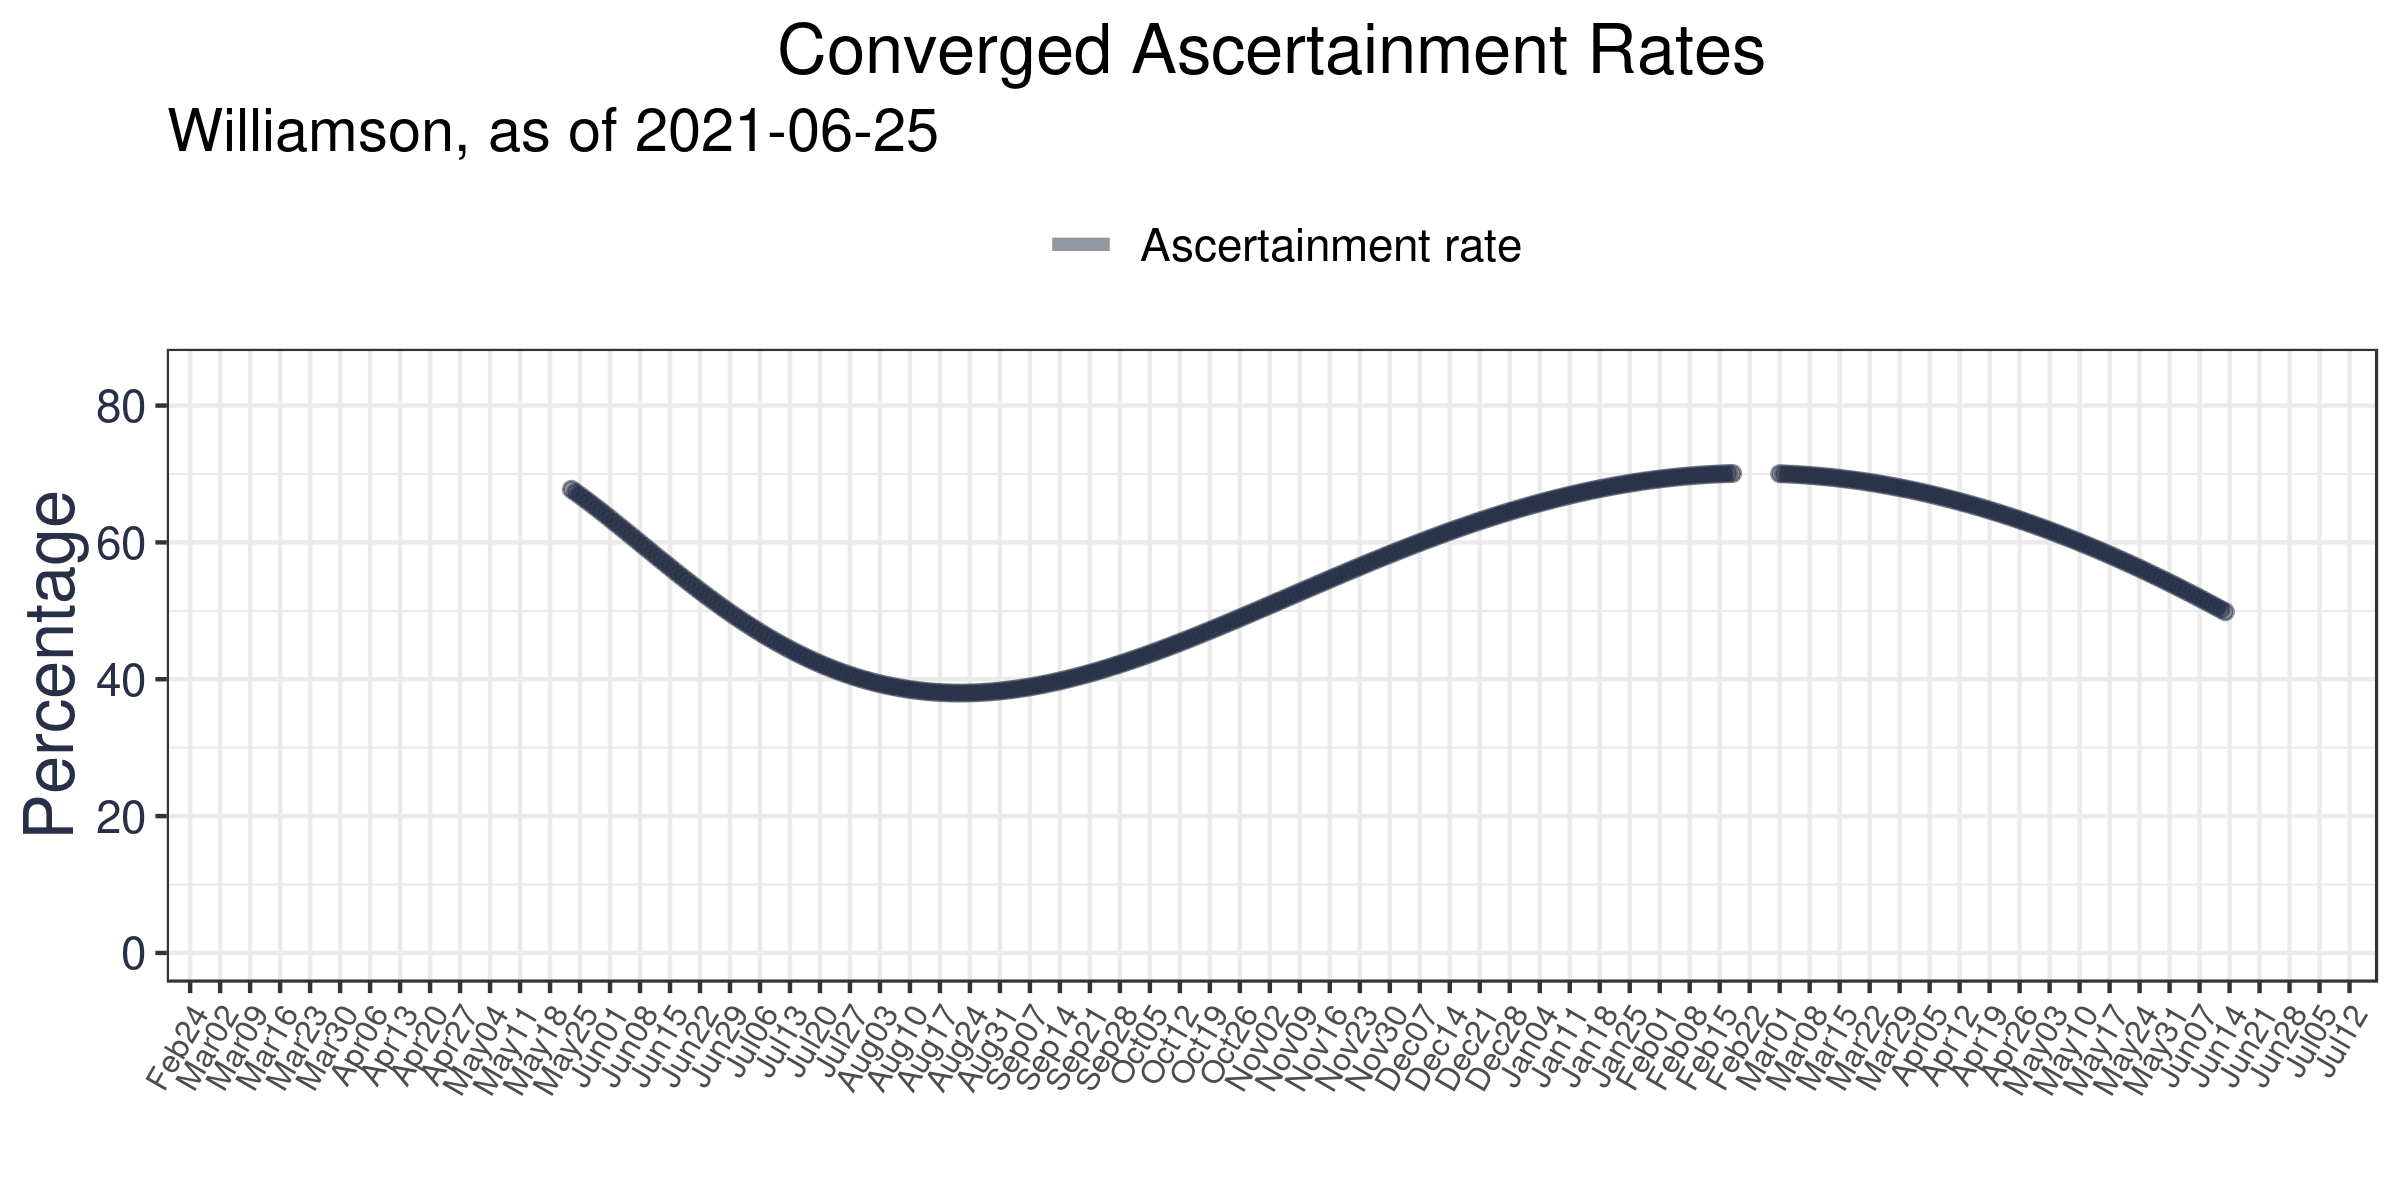 Converged Ascertainment Rates
Williamson, as of 2021-06-25
Ascertainment rate
Percentage
80
60
40
20
0
Feb24 Mar02 Mar09 Mar16 Mar23 Mar30 Apr06 Apr13 Apr20 Apr27 May04 May11 May18 May25 Jun01 Jun08 Jun15 Jun22 Jun29 Jul06 Jul13 Jul20 Jul27 Aug03 Aug10 Aug17 Aug24 Aug31 Sep07 Sep14 Sep21 Sep28 Oct05 Oct12 Oct19 Oct26 Nov02 Nov09 Nov16 Nov23 Nov30 Dec07 Dec14 Dec21 Dec28 Jan04 Jan11 Jan18 Jan25 Feb01 Feb08 Feb15 Feb22 Mar01 Mar08 Mar15 Mar22 Mar29 Apr05 Apr12 Apr19 Apr26 May03 May10 May17 May24 May31 Jun07 Jun14 Jun21 Jun28 Jul05 Jul12